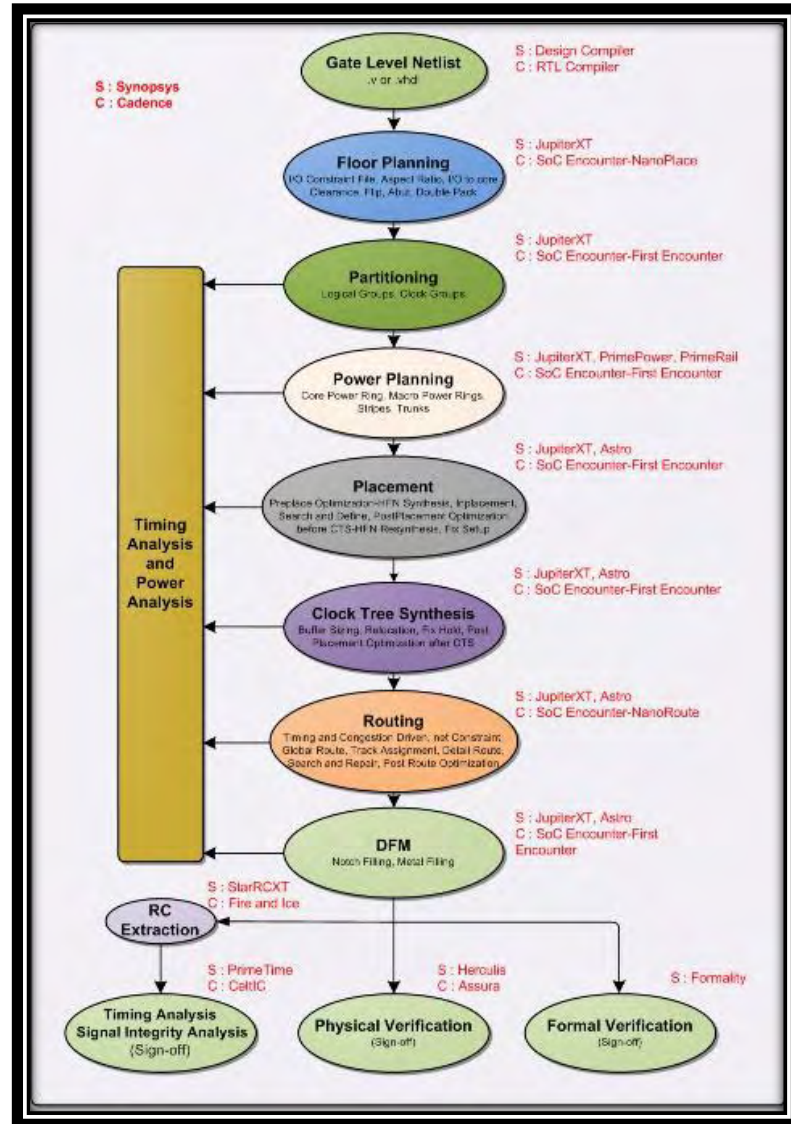 S : Synopsys
C : Cadence
Gate Level Netlist
.v or .vhd
S : Design Compiler
C : RTL Compiler
Floor Planning
I/O Constraint File, Aspect Ratio, I/O to core
Clearance, Flip, Abut, Double Pack
S : JupiterXT
C : SoC Encounter-NanoPlace
Partitioning
Logical Groups, Clock Groups
S : JupiterXT
C : SoC Encounter-First Encounter
Power Planning
Core Power Ring, Macro Power Rings,
Stripes, Trunks
S : JupiterXT, PrimePower, PrimeRail
C : SoC Encounter-First Encounter
Placement
Preplace Optimization-HFN Synthesis, Inplacement,
Search and Define, PostPlacement Optimization
before CTS-HFN Resynthesis, Fix Setup
S : JupiterXT, Astro
C : SoC Encounter-First Encounter
Timing
Analysis
and
Power
Analysis
Clock Tree Synthesis
Buffer Sizing, Relocation, Fix Hold, Post
Placement Optimization after CTS
S : JupiterXT, Astro
C : SoC Encounter-First Encounter
Routing
Timing and Congestion Driven, not Constraint
Global Route, Track Assignment, Detail Route,
Search and Repair, Post Route Optimization
S : JupiterXT, Astro
C : SoC Encounter-NanoRoute
DFM
Notch Filling, Metal Filling
S : JupiterXT, Astro
C : SoC Encounter-First
Encounter
S : StarRCXT
C : Fire and Ice
RC
Extraction
S : PrimeTime
C : CeltIC
S : Herculis
C : Assura
S : Formality
Timing Analysis
Signal Integrity Analysis
(Sign-off)
Physical Verification
(Sign-off)
Formal Verification
(Sign-off)